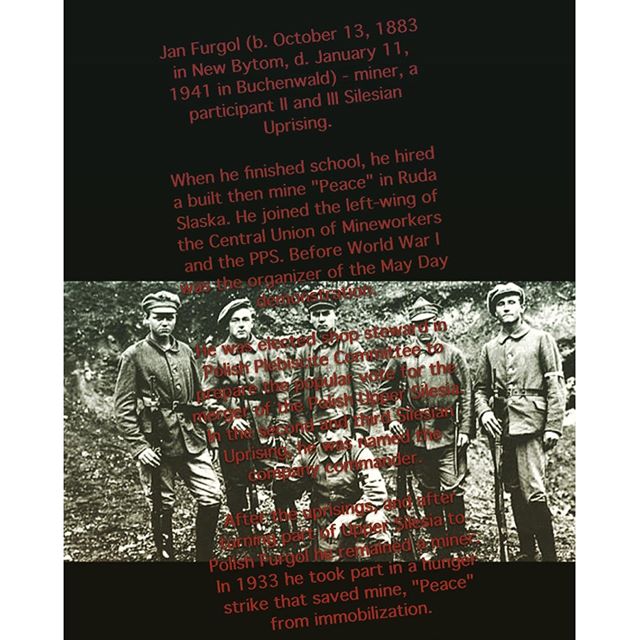 Jan Furgol (b. October 13, 1883
in New Bytom, d. January 11,
1941 in Buchenwald) - miner, a
participant II and III Silesian
Uprising.
When he finished school, he hired
a built then mine "Peace" in Ruda
Slaska. He joined the left-wing of
the Central Union of Mineworkers
and the PPS. Before World War I
was the organizer of the May Day
demonstration.
He was elected shop steward in
Polish Plebiscite Committee to
prepare the popular vote for the
merger of the Polish Upper Silesia.
In the second and third Silesian
Uprising, he was named the
company commander.
After the uprisings, and after
turning part of Upper Silesia to
Polish Furgol he remained a miner.
In 1933 he took part in a hunger
strike that saved mine, "Peace"
from immobilization.